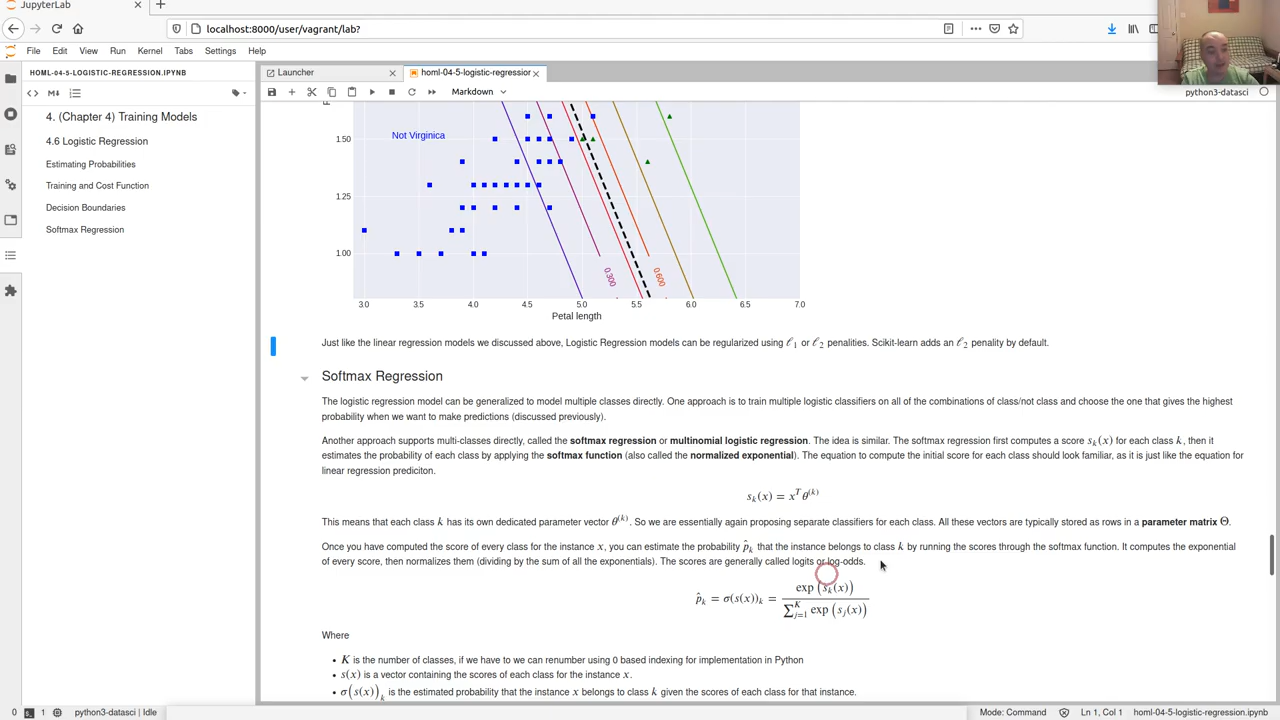 JupyterLab
localhost:8000/user/vagrant/lab?
File Edit View Run Kernel Tabs Settings Help
HOML-04-5-LOGISTIC-REGRESSION.IPYNB
4. (Chapter 4) Training Models
4.6 Logistic Regression
Estimating Probabilities
Training and Cost Function
Decision Boundaries
Softmax Regression
Launcher
homl-04-5-logistic-regression
Markdown
python3-datasci
Not Virginica
1.50
1.25
1.00
0.300
0.600
3.0 3.5 4.0 4.5 5.0 5.5 6.0 6.5 7.0
Petal length
Just like the linear regression models we discussed above, Logistic Regression models can be regularized using ℓ1 or ℓ2 penalities. Scikit-learn adds an ℓ2 penality by default.
Softmax Regression
The logistic regression model can be generalized to model multiple classes directly. One approach is to train multiple logistic classifiers on all of the combinations of class/not class and choose the one that gives the highest
probability when we want to make predictions (discussed previously).
Another approach supports multi-classes directly, called the softmax regression or multinomial logistic regression. The idea is similar. The softmax regression first computes a score s_k(x) for each class k, then it
estimates the probability of each class by applying the softmax function (also called the normalized exponential). The equation to compute the initial score for each class should look familiar, as it is just like the equation for
linear regression prediciton.
s_k(x) = x^T θ^(k)
This means that each class k has its own dedicated parameter vector θ^(k). So we are essentially again proposing separate classifiers for each class. All these vectors are typically stored as rows in a parameter matrix Θ.
Once you have computed the score of every class for the instance x, you can estimate the probability p̂_k that the instance belongs to class k by running the scores through the softmax function. It computes the exponential
of every score, then normalizes them (dividing by the sum of all the exponentials). The scores are generally called logits or log-odds.
p̂_k = σ(s(x))_k = exp(s_k(x)) / ∑_{j=1}^K exp(s_j(x))
Where
• K is the number of classes, if we have to we can renumber using 0 based indexing for implementation in Python
• s(x) is a vector containing the scores of each class for the instance x.
• σ(s(x))_k is the estimated probability that the instance x belongs to class k given the scores of each class for that instance.
0 1 python3-datasci | Idle
Mode: Command Ln 1, Col 1 homl-04-5-logistic-regression.ipynb